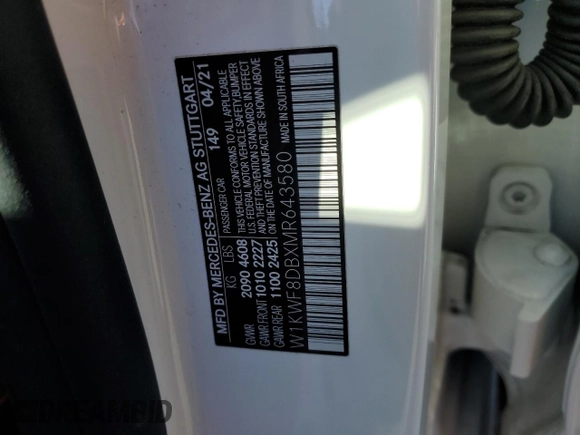 MFD BY MERCEDES-BENZ AG STUTTGART
PASSENGER CAR 149 04/21
KG LBS THIS VEHICLE CONFORMS TO ALL APPLICABLE
GVWR 2090 4608 U.S. FEDERAL MOTOR VEHICLE SAFETY, BUMPER
GAWR FRONT 1010 2227 AND THEFT PREVENTION STANDARDS IN EFFECT
GAWR REAR 1100 2425 ON THE DATE OF MANUFACTURE SHOWN ABOVE
W1KWF8DBXMR643580 MADE IN SOUTH AFRICA
DREAMBID